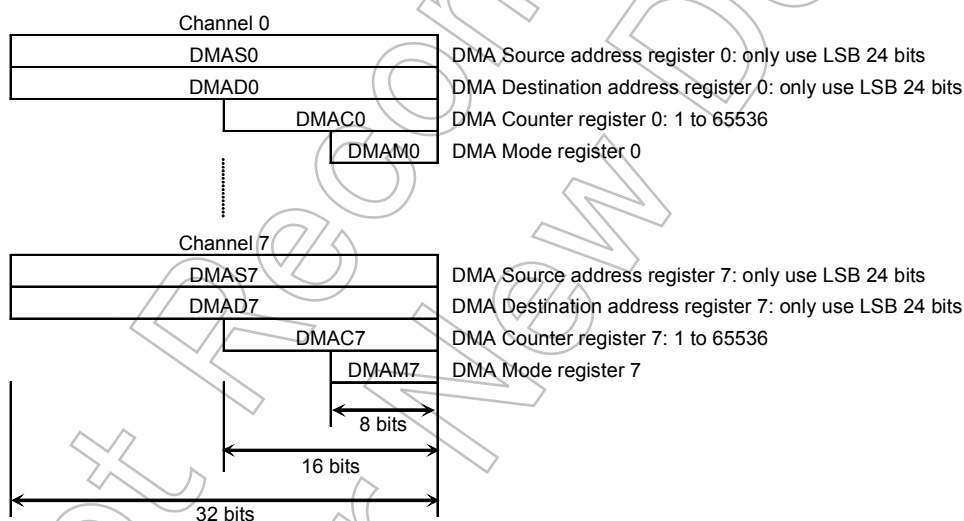 Channel 0
DMAS0 DMA Source address register 0: only use LSB 24 bits
DMAD0 DMA Destination address register 0: only use LSB 24 bits
DMAC0 DMA Counter register 0: 1 to 65536
DMAM0 DMA Mode register 0
Channel 7
DMAS7 DMA Source address register 7: only use LSB 24 bits
DMAD7 DMA Destination address register 7: only use LSB 24 bits
DMAC7 DMA Counter register 7: 1 to 65536
DMAM7 DMA Mode register 7
8 bits
16 bits
32 bits